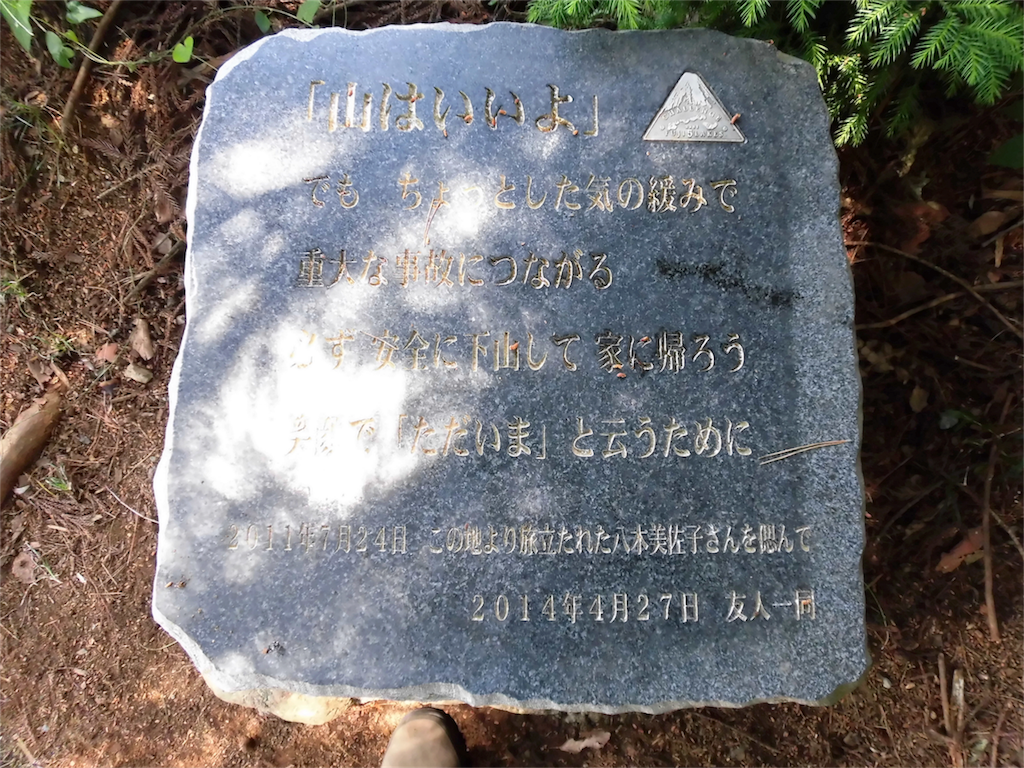 「山はいいよ」
でも ちょっとした気の緩みで
重大な事故につながる
必ず 安全に下山して 家に帰ろう
笑顔で「ただいま」と云うために
2011年7月24日 この地より旅立たれた八木美佐子さんを偲んで
2014年4月27日 友人一同